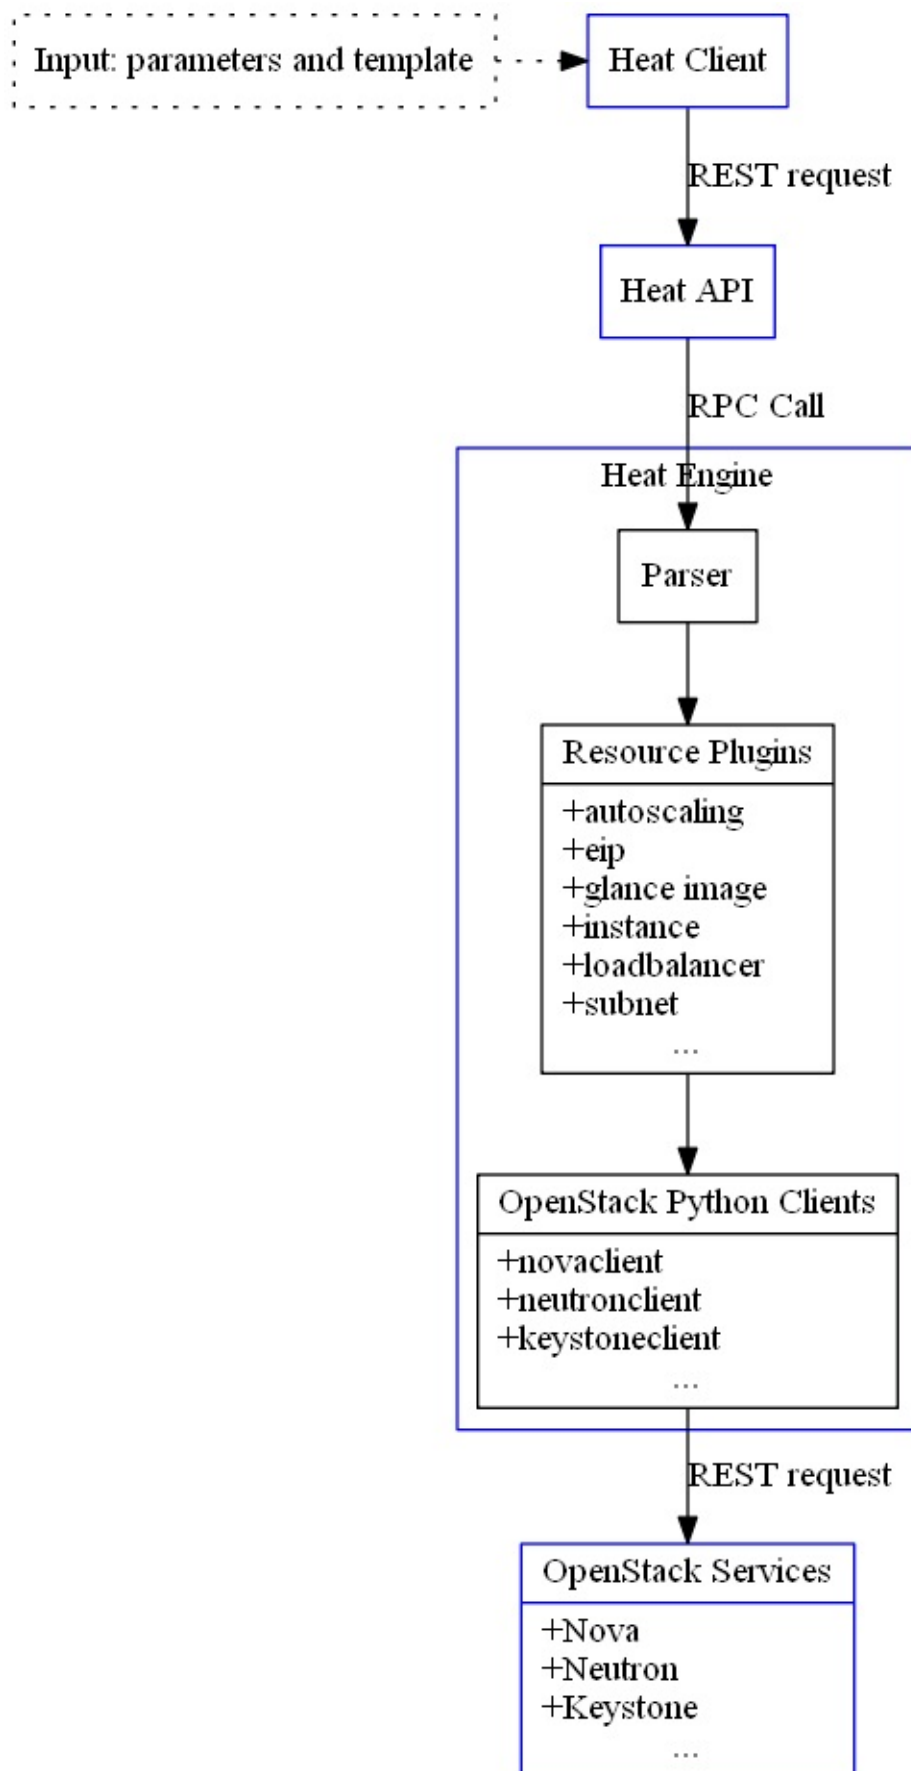 Input: parameters and template
Heat Client
REST request
Heat API
RPC Call
Heat Engine
Parser
Resource Plugins
+autoscaling
+eip
+glance image
+instance
+loadbalancer
+subnet
...
OpenStack Python Clients
+novaclient
+neutronclient
+keystoneclient
...
REST request
OpenStack Services
+Nova
+Neutron
+Keystone
...